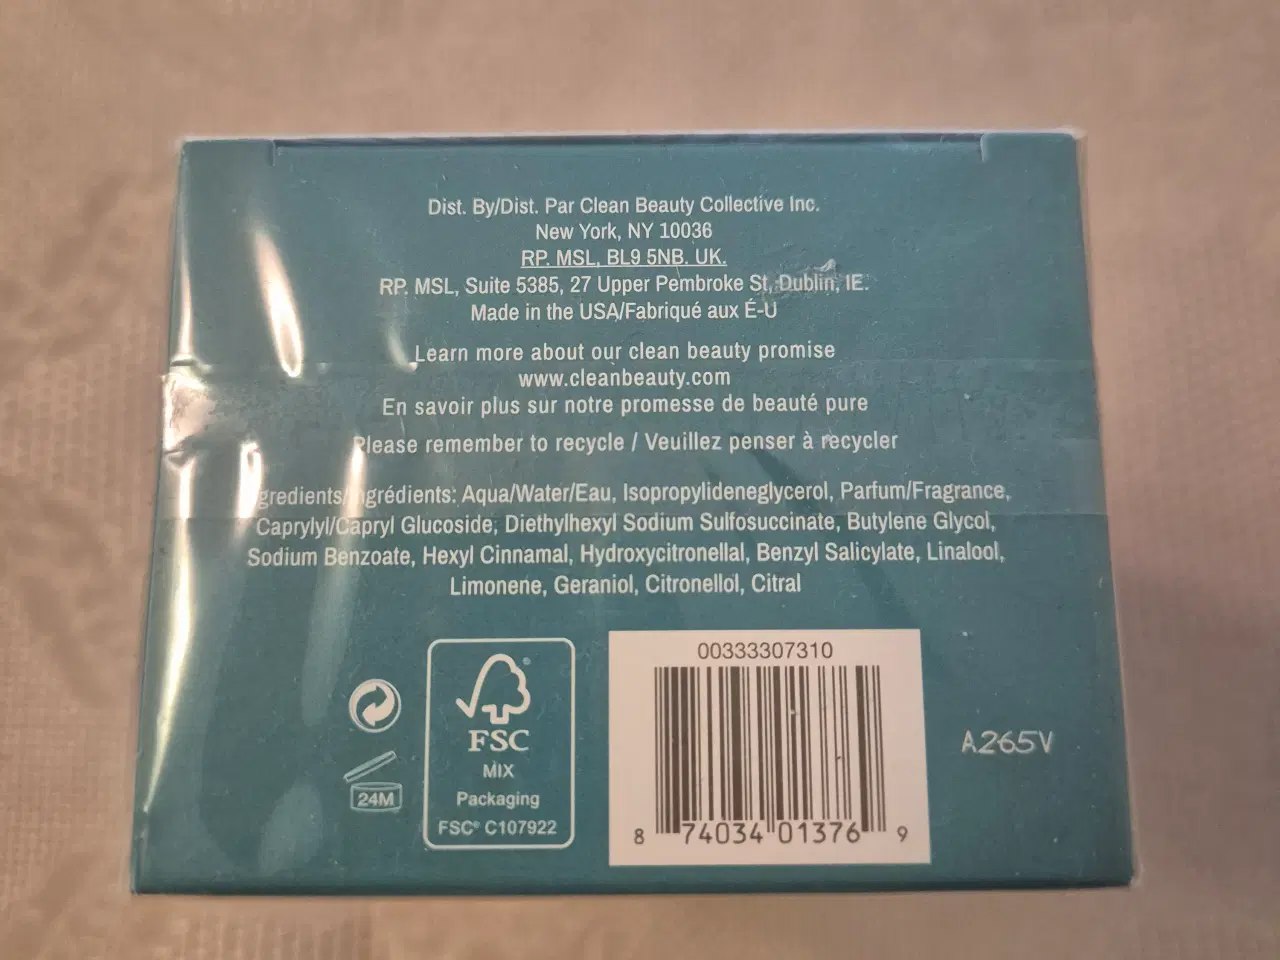 Dist. By/Dist. Par Clean Beauty Collective Inc.
New York, NY 10036
RP. MSL, BL9 5NB. UK.
RP. MSL, Suite 5385, 27 Upper Pembroke St, Dublin, IE.
Made in the USA/Fabriqué aux É-U
Learn more about our clean beauty promise
www.cleanbeauty.com
En savoir plus sur notre promesse de beauté pure
Please remember to recycle / Veuillez penser à recycler
Ingredients/Ingrédients: Aqua/Water/Eau, Isopropylideneglycerol, Parfum/Fragrance,
Caprylyl/Capryl Glucoside, Diethylhexyl Sodium Sulfosuccinate, Butylene Glycol,
Sodium Benzoate, Hexyl Cinnamal, Hydroxycitronellal, Benzyl Salicylate, Linalool,
Limonene, Geraniol, Citronellol, Citral
24M
FSC
MIX
Packaging
FSC® C107922
00333307310
8 74034 01376 9
A265V